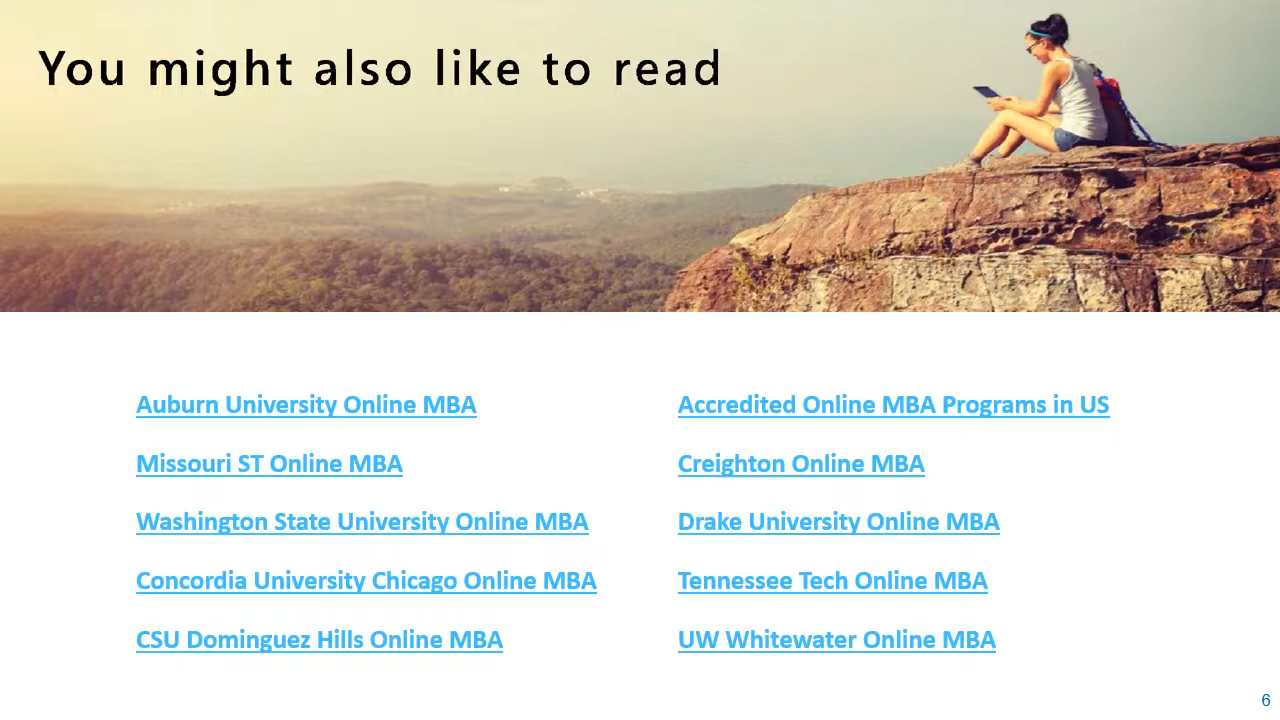 You might also like to read
Auburn University Online MBA
Missouri ST Online MBA
Washington State University Online MBA
Concordia University Chicago Online MBA
CSU Dominguez Hills Online MBA
Accredited Online MBA Programs in US
Creighton Online MBA
Drake University Online MBA
Tennessee Tech Online MBA
UW Whitewater Online MBA
6